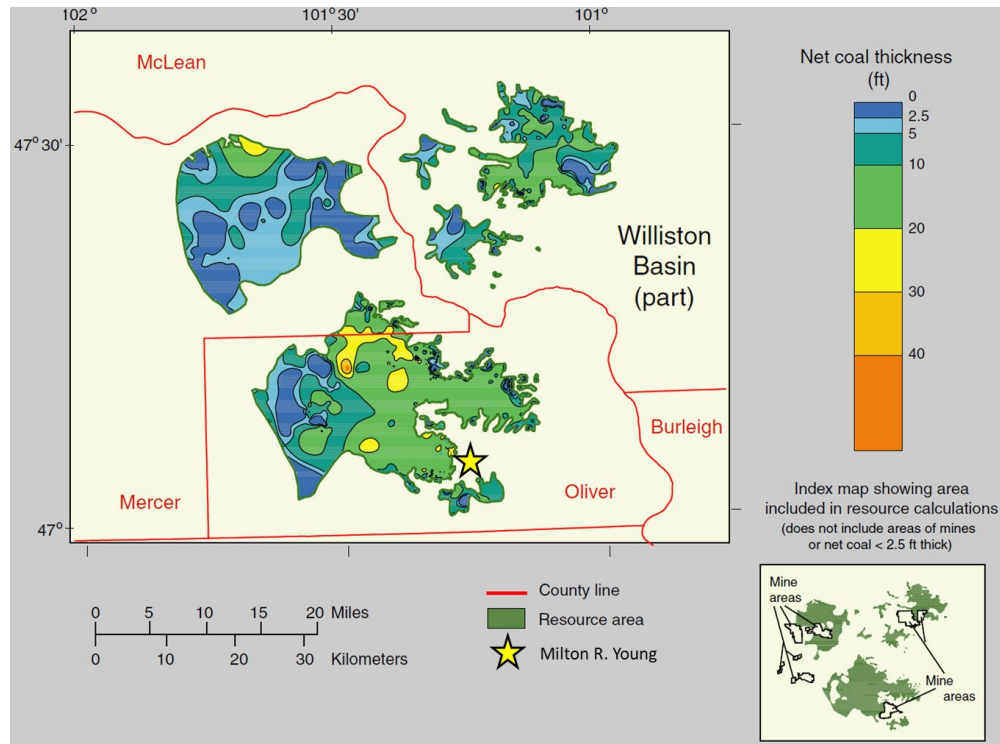 102° 101°30' 101°
McLean
47°30'
Williston
Basin
(part)
Burleigh
Mercer
Oliver
47°
Net coal thickness
(ft)
0
2.5
5
10
20
30
40
Index map showing area
included in resource calculations
(does not include areas of mines
or net coal < 2.5 ft thick)
Mine
areas
Mine
areas
0 5 10 15 20 Miles
0 10 20 30 Kilometers
County line
Resource area
Milton R. Young